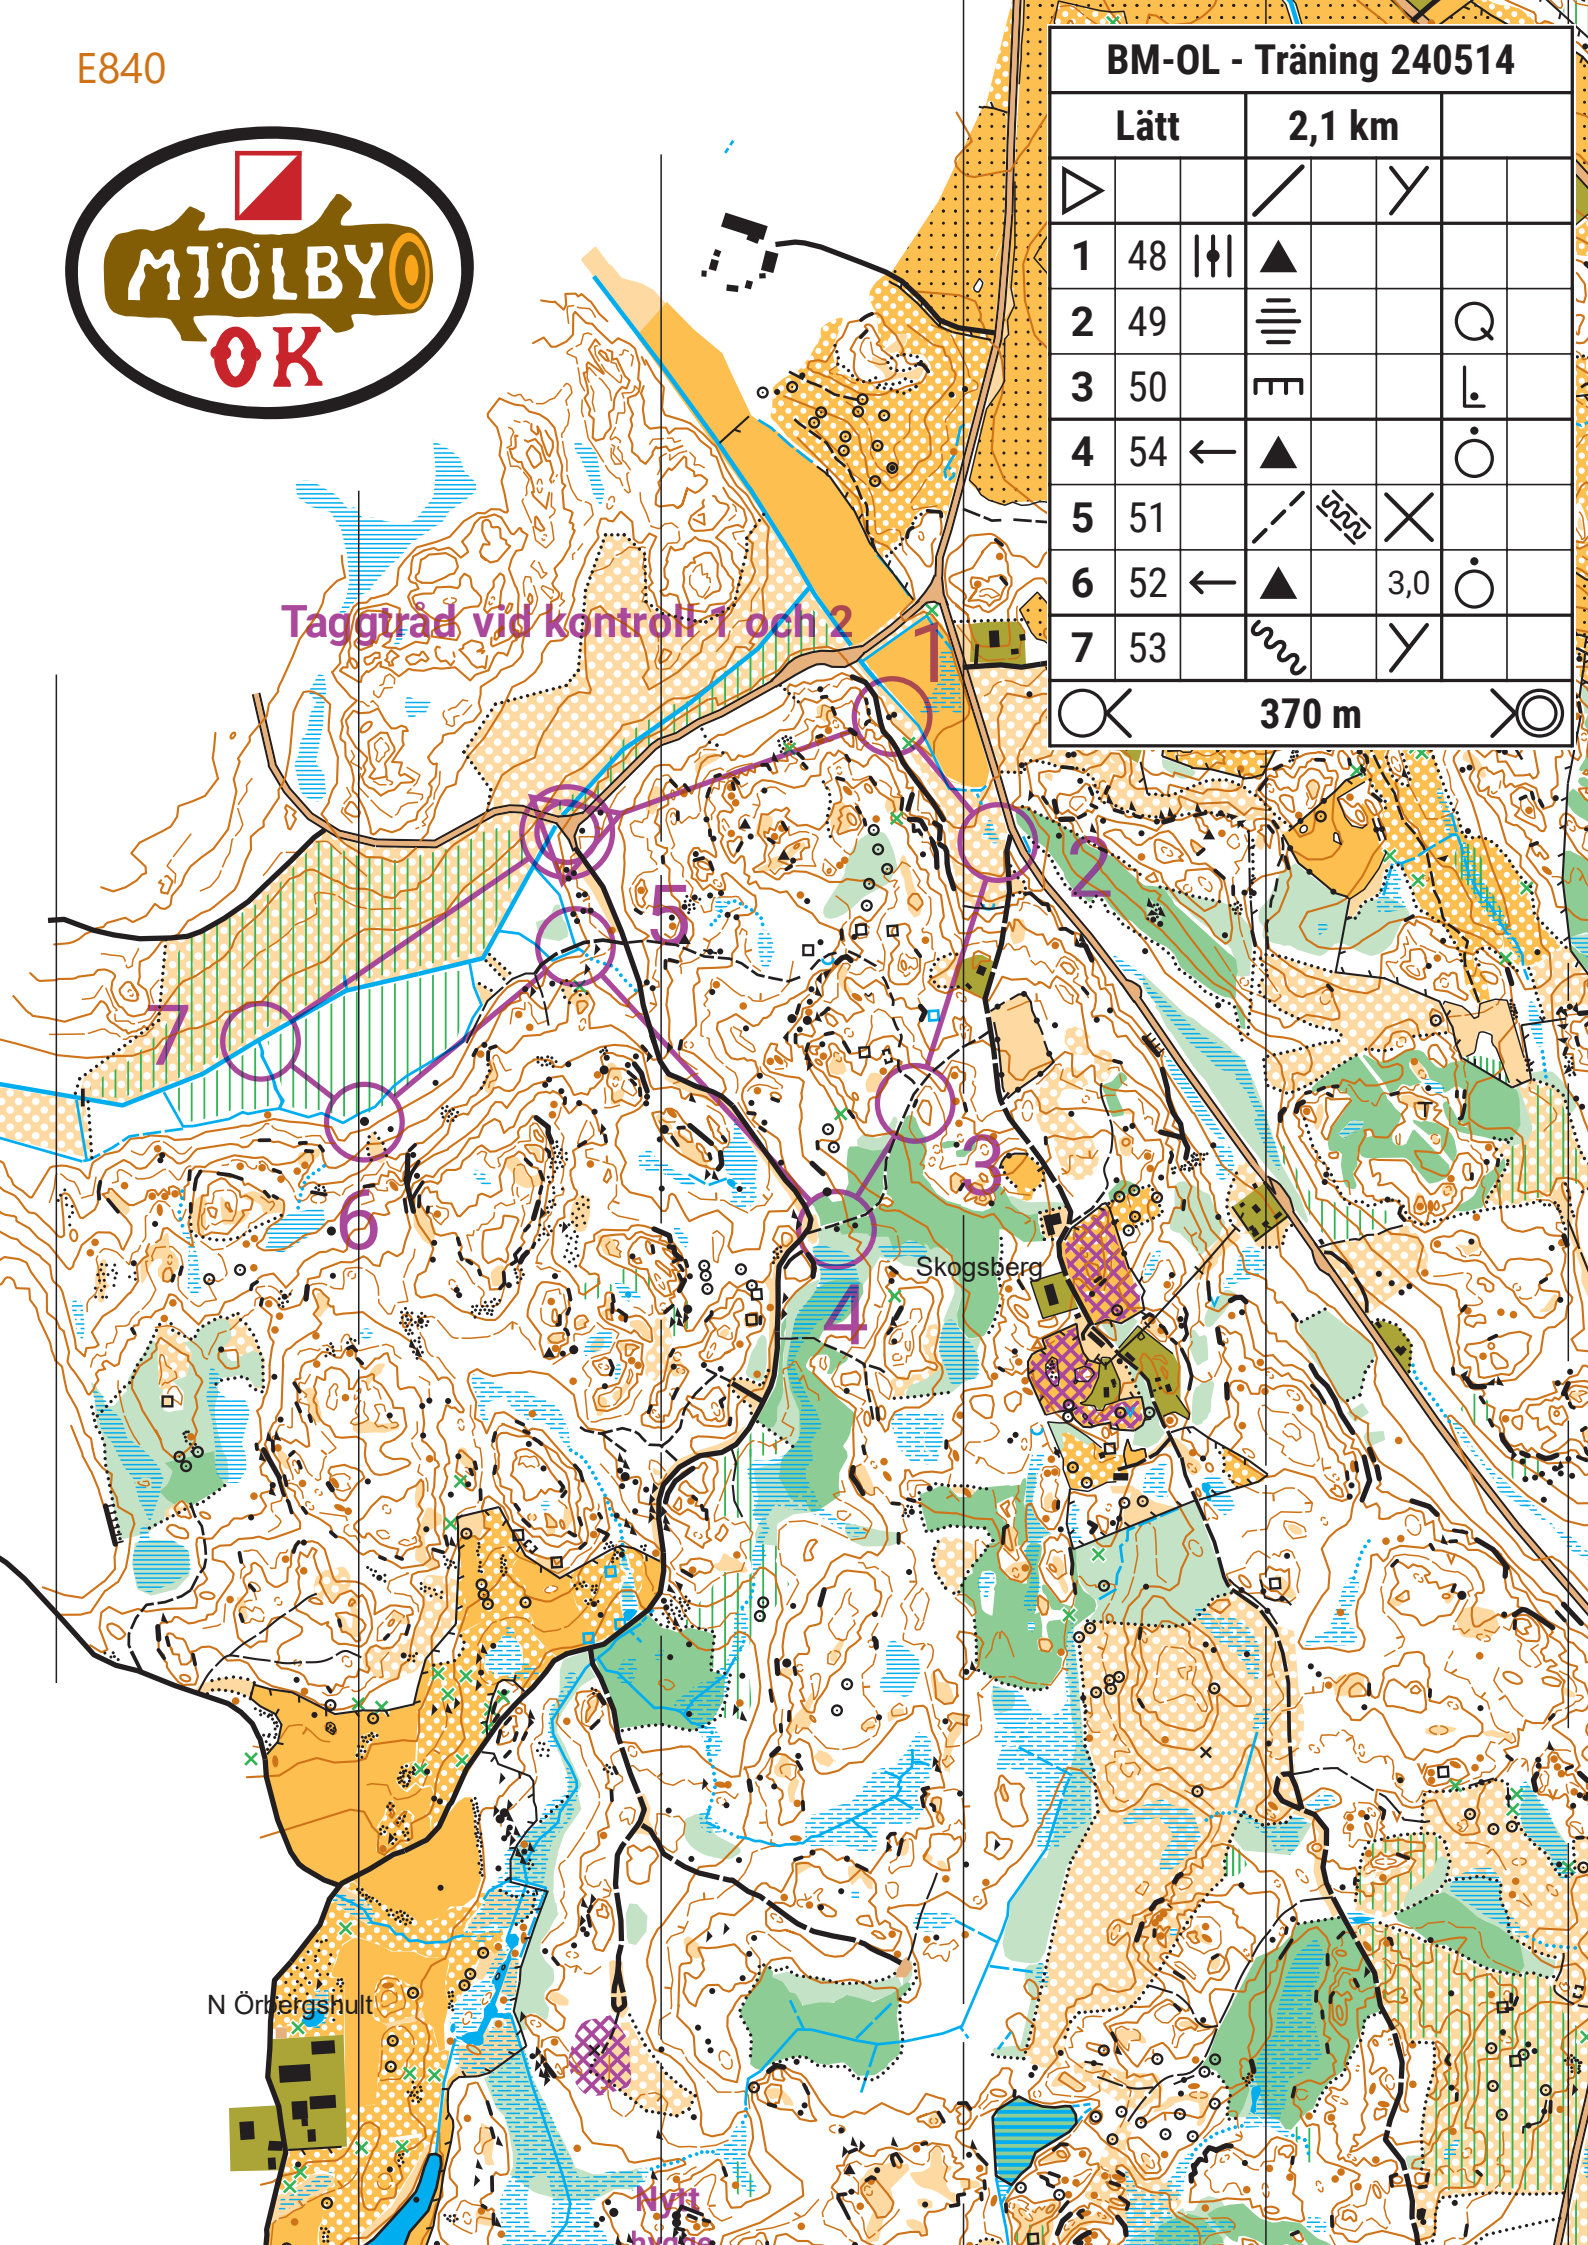 E840
MJÖLBY
OK
BM-OL - Träning 240514
Lätt 2,1 km
1 48
2 49
3 50
4 54
5 51
6 52 3,0
7 53
370 m
Taggtråd vid kontroll 1 och 2
1
2
5
7
3
6
4
Skogsberg
N Örbergshult
Nytt
hygge